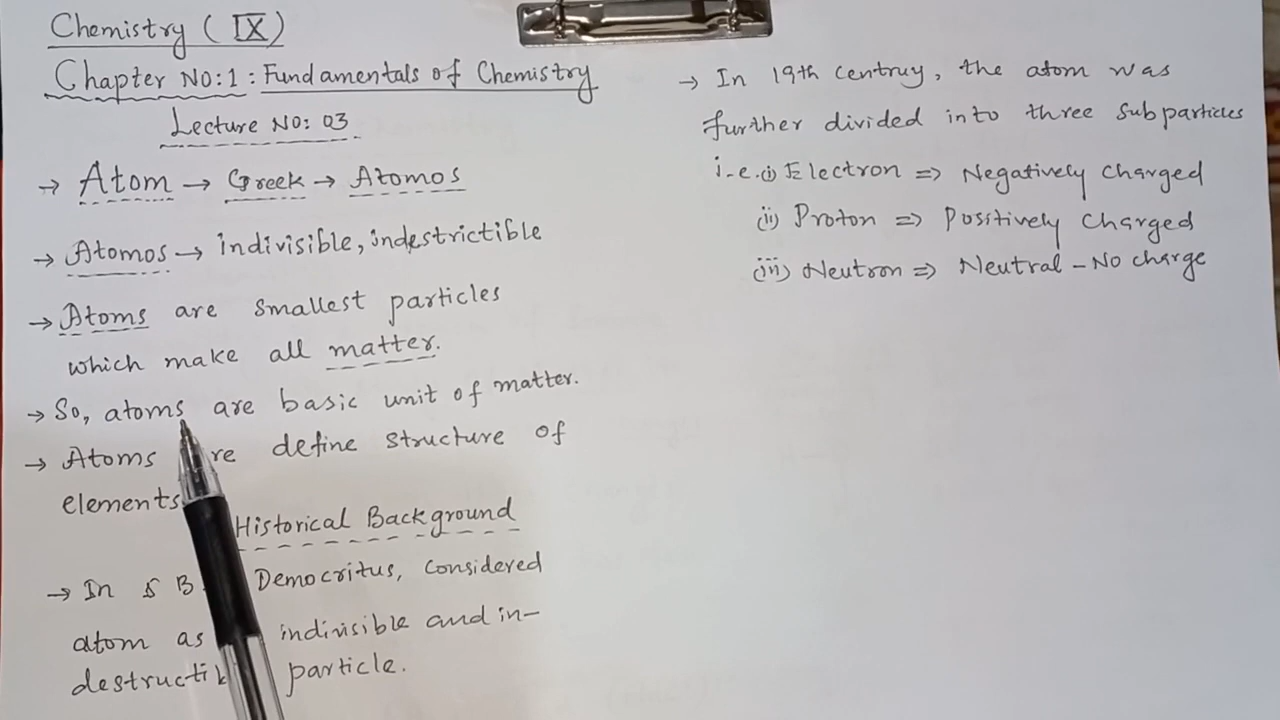 Chemistry (IX)
Chapter No:1 : Fundamentals of Chemistry
Lecture No: 03
→ Atom → Greek → Atomos
→ Atomos → indivisible, indestrictible
→ Atoms are smallest particles
which make all matter.
→ So, atoms are basic unit of matter.
→ Atoms re define structure of
elements
Historical Background
→ In 5 B Democritus, considered
atom as indivisible and in-
destructib particle.
→ In 19th centruy, the atom was
further divided into three subparticles
i.e. (i) Electron ⇒ Negatively charged
(ii) Proton ⇒ Positively charged
(iii) Neutron ⇒ Neutral - No charge